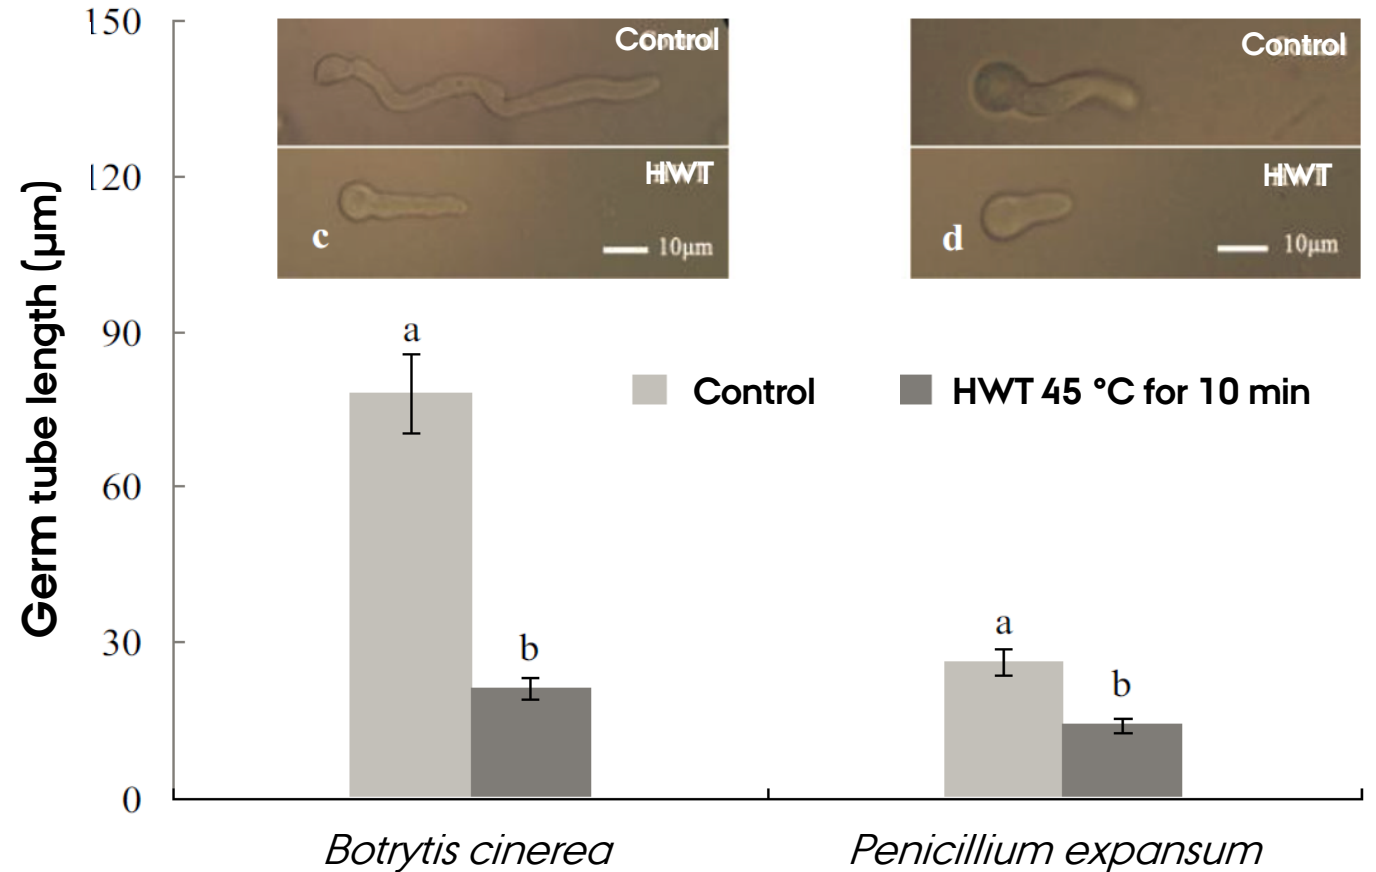 150
120
90
60
30
0
Germ tube length (µm)
Control
HWT
c
10µm
Control
HWT
d
10µm
a
b
a
b
Control
HWT 45 °C for 10 min
Botrytis cinerea
Penicillium expansum